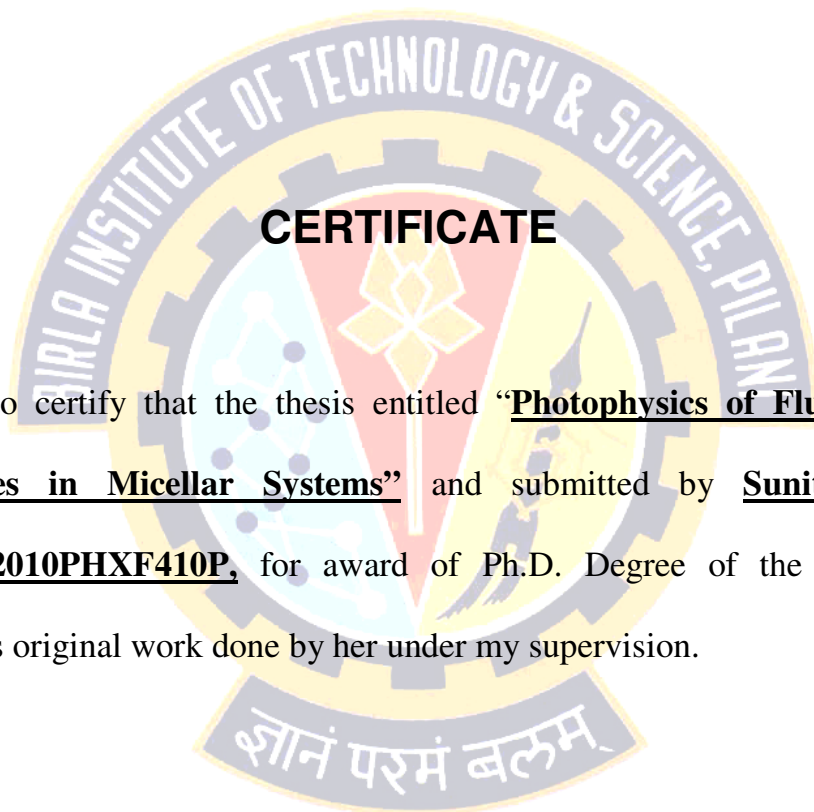 BIRLA INSTITUTE OF TECHNOLOGY & SCIENCE, PILANI
CERTIFICATE
o certify that the thesis entitled “Photophysics of Flu
es in Micellar Systems” and submitted by Sunit
2010PHXF410P, for award of Ph.D. Degree of the
s original work done by her under my supervision.
ज्ञानं परमं बलम्